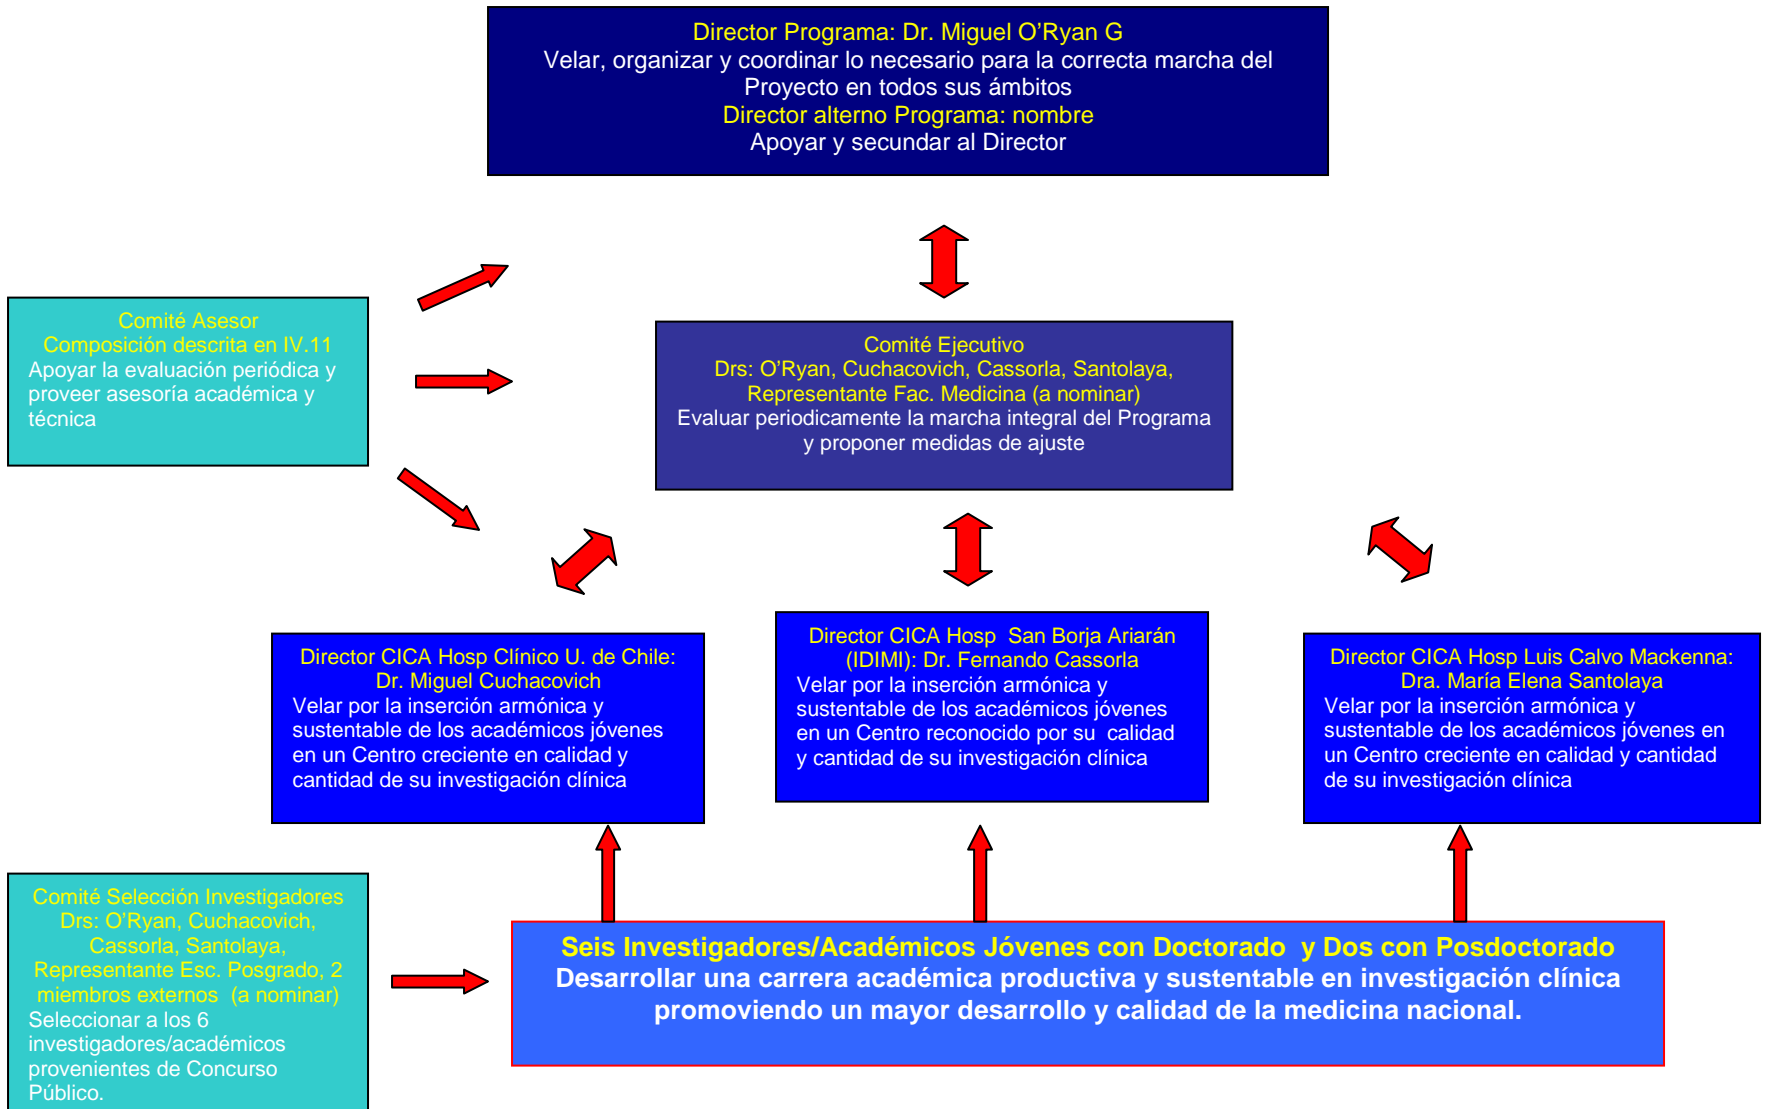 Director Programa: Dr. Miguel O’Ryan G
Velar, organizar y coordinar lo necesario para la correcta marcha del
Proyecto en todos sus ámbitos
Director alterno Programa: nombre
Apoyar y secundar al Director
Comité Asesor
Composición descrita en IV.11
Apoyar la evaluación periódica y
proveer asesoría académica y
técnica
Comité Ejecutivo
Drs: O’Ryan, Cuchacovich, Cassorla, Santolaya,
Representante Fac. Medicina (a nominar)
Evaluar periodicamente la marcha integral del Programa
y proponer medidas de ajuste
Director CICA Hosp Clínico U. de Chile:
Dr. Miguel Cuchacovich
Velar por la inserción armónica y
sustentable de los académicos jóvenes
en un Centro creciente en calidad y
cantidad de su investigación clínica
Director CICA Hosp San Borja Ariarán
(IDIMI): Dr. Fernando Cassorla
Velar por la inserción armónica y
sustentable de los académicos jóvenes
en un Centro reconocido por su calidad
y cantidad de su investigación clínica
Director CICA Hosp Luis Calvo Mackenna:
Dra. María Elena Santolaya
Velar por la inserción armónica y
sustentable de los académicos jóvenes en
un Centro creciente en calidad y cantidad
de su investigación clínica
Comité Selección Investigadores
Drs: O’Ryan, Cuchacovich,
Cassorla, Santolaya,
Representante Esc. Posgrado, 2
miembros externos (a nominar)
Seleccionar a los 6
investigadores/académicos
provenientes de Concurso
Público.
Seis Investigadores/Académicos Jóvenes con Doctorado y Dos con Posdoctorado
Desarrollar una carrera académica productiva y sustentable en investigación clínica
promoviendo un mayor desarrollo y calidad de la medicina nacional.